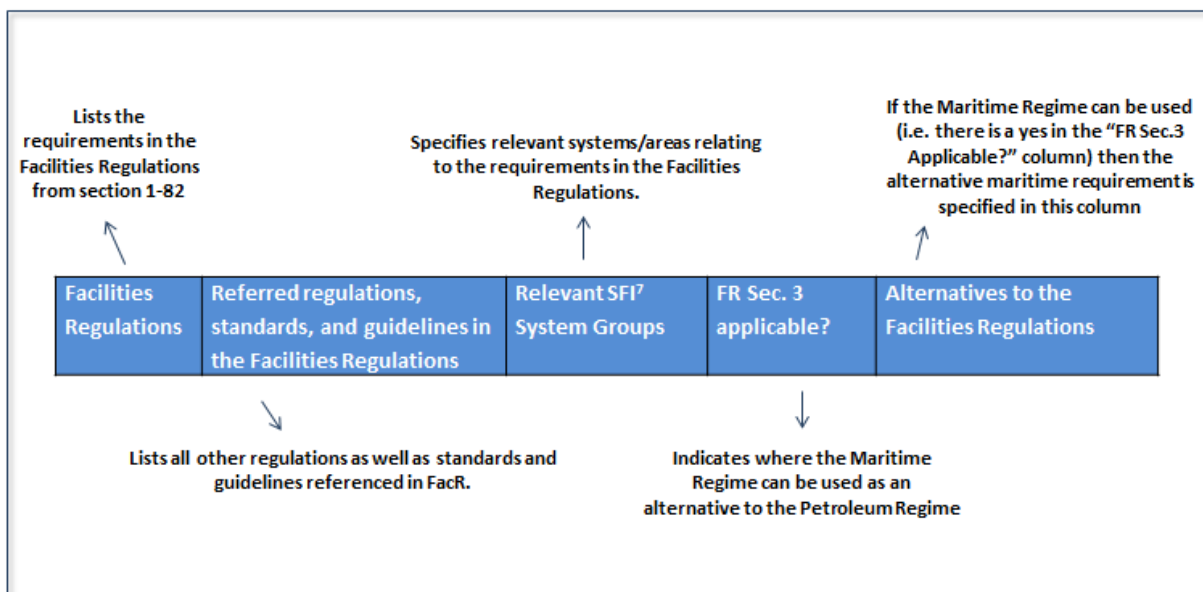 Lists the
requirements in the
Facilities Regulations
from section 1-82
Specifies relevant systems/areas relating
to the requirements in the Facilities
Regulations.
If the Maritime Regime can be used
(i.e. there is a yes in the “FR Sec.3
Applicable?” column) then the
alternative maritime requirement is
specified in this column
Facilities
Regulations
Referred regulations,
standards, and guidelines in
the Facilities Regulations
Relevant SFI⁷
System Groups
FR Sec. 3
applicable?
Alternatives to the
Facilities Regulations
Lists all other regulations as well as standards and
guidelines referenced in FacR.
Indicates where the Maritime
Regime can be used as an
alternative to the Petroleum Regime